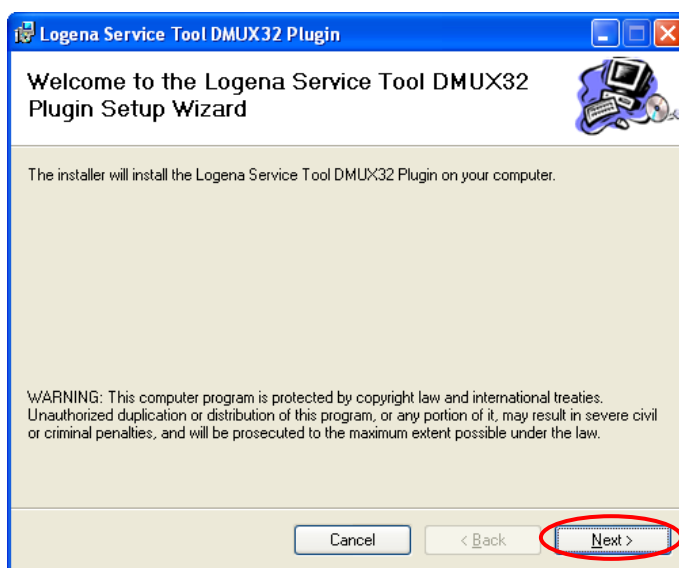 Logena Service Tool DMUX32 Plugin
Welcome to the Logena Service Tool DMUX32
Plugin Setup Wizard
The installer will install the Logena Service Tool DMUX32 Plugin on your computer.
WARNING: This computer program is protected by copyright law and international treaties.
Unauthorized duplication or distribution of this program, or any portion of it, may result in severe civil
or criminal penalties, and will be prosecuted to the maximum extent possible under the law.
Cancel
< Back
Next >